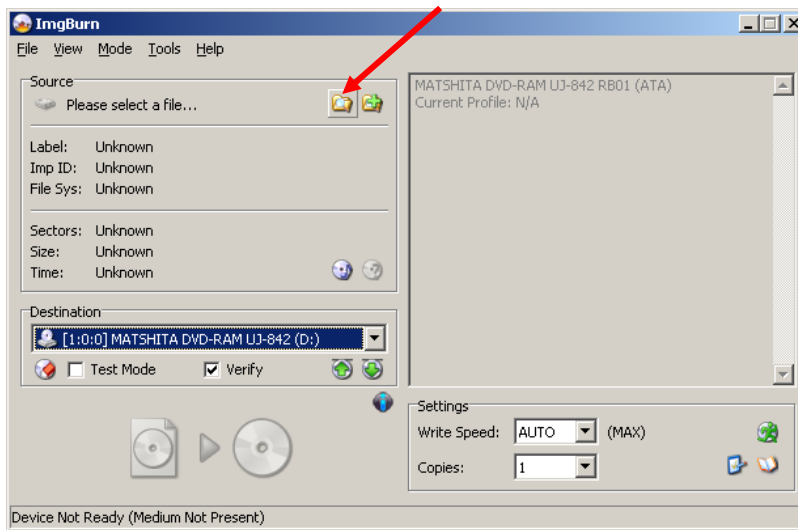 ImgBurn
File View Mode Tools Help
Source
Please select a file...
Label: Unknown
Imp ID: Unknown
File Sys: Unknown
Sectors: Unknown
Size: Unknown
Time: Unknown
Destination
[1:0:0] MATSHITA DVD-RAM UJ-842 (D:)
Test Mode Verify
MATSHITA DVD-RAM UJ-842 RB01 (ATA)
Current Profile: N/A
Settings
Write Speed: AUTO (MAX)
Copies: 1
Device Not Ready (Medium Not Present)